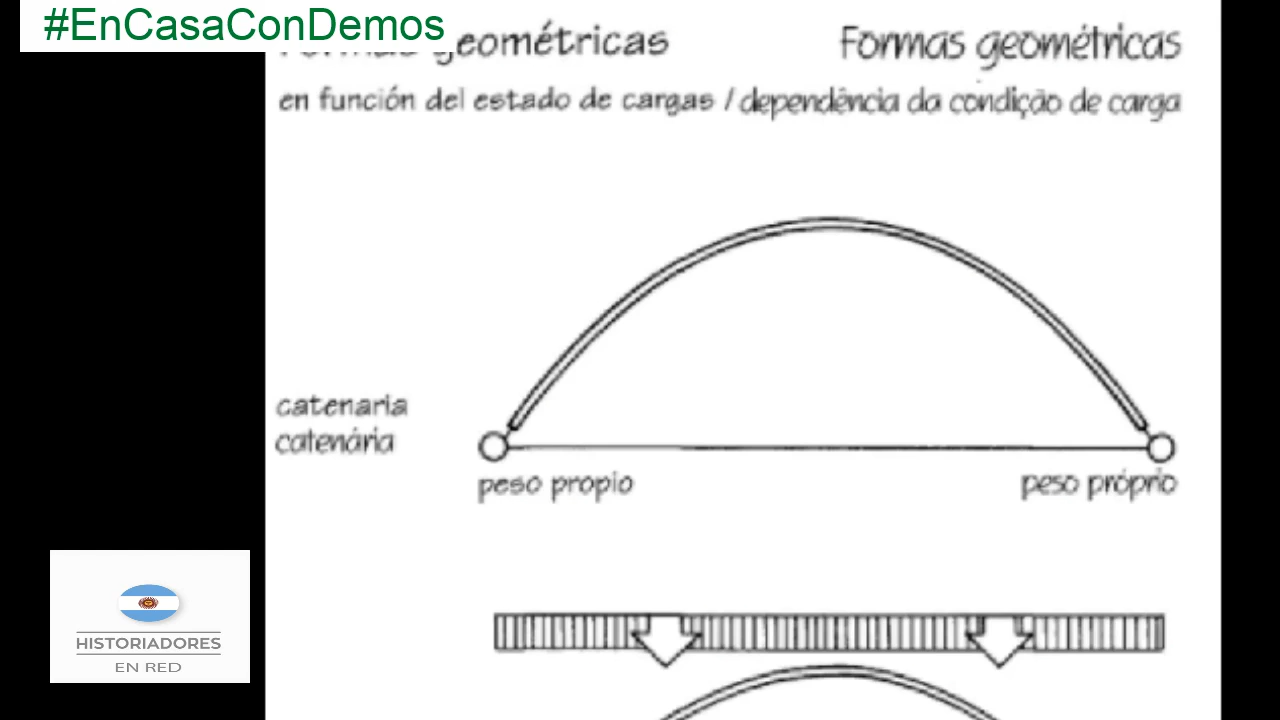 #EnCasaConDemos
geométricas
Formas geométricas
en función del estado de cargas / dependência da condição de carga
catenaria
catenária
peso propio
peso próprio
HISTORIADORES
EN RED